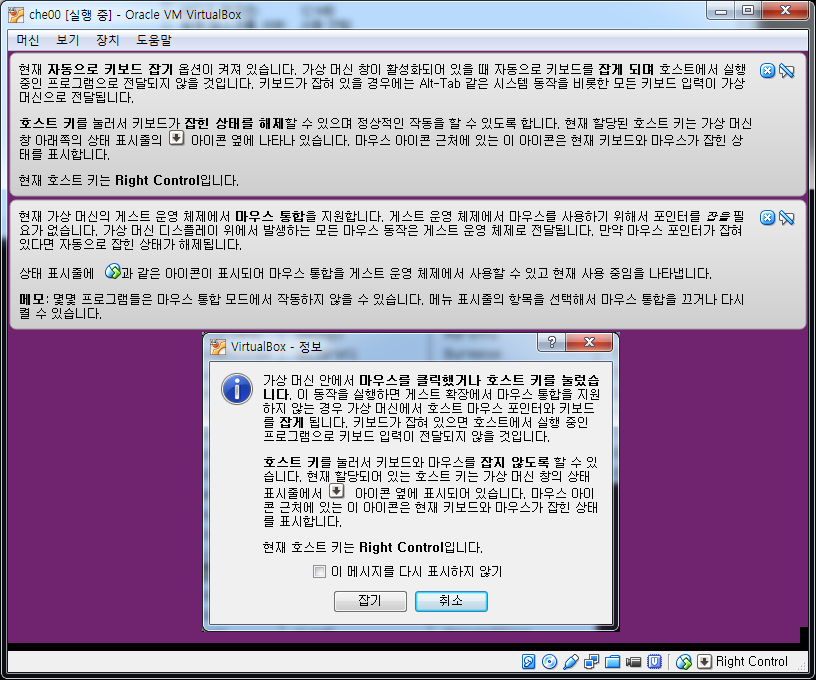 che00 [실행 중] - Oracle VM VirtualBox
머신 보기 장치 도움말
현재 자동으로 키보드 잡기 옵션이 켜져 있습니다. 가상 머신 창이 활성화되어 있을 때 자동으로 키보드를 잡게 되며 호스트에서 실행
중인 프로그램으로 전달되지 않을 것입니다. 키보드가 잡혀 있을 경우에는 Alt-Tab 같은 시스템 동작을 비롯한 모든 키보드 입력이 가상
머신으로 전달됩니다.
호스트 키를 눌러서 키보드가 잡힌 상태를 해제할 수 있으며 정상적인 작동을 할 수 있도록 합니다. 현재 할당된 호스트 키는 가상 머신
창 아래쪽의 상태 표시줄의 아이콘 옆에 나타나 있습니다. 마우스 아이콘 근처에 있는 이 아이콘은 현재 키보드와 마우스가 잡힌 상
태를 표시합니다.
현재 호스트 키는 Right Control입니다.
현재 가상 머신의 게스트 운영 체제에서 마우스 통합을 지원합니다. 게스트 운영 체제에서 마우스를 사용하기 위해서 포인터를 잡을 필
요가 없습니다. 가상 머신 디스플레이 위에서 발생하는 모든 마우스 동작은 게스트 운영 체제로 전달됩니다. 만약 마우스 포인터가 잡혀
있다면 자동으로 잡힌 상태가 해제됩니다.
상태 표시줄에 과 같은 아이콘이 표시되어 마우스 통합을 게스트 운영 체제에서 사용할 수 있고 현재 사용 중임을 나타냅니다.
메모: 몇몇 프로그램들은 마우스 통합 모드에서 작동하지 않을 수 있습니다. 메뉴 표시줄의 항목을 선택해서 마우스 통합을 끄거나 다시
켤 수 있습니다.
VirtualBox - 정보
가상 머신 안에서 마우스를 클릭했거나 호스트 키를 눌렀습
니다. 이 동작을 실행하면 게스트 확장에서 마우스 통합을 지원
하지 않는 경우 가상 머신에서 호스트 마우스 포인터와 키보드
를 잡게 됩니다. 키보드가 잡혀 있으면 호스트에서 실행 중인
프로그램으로 키보드 입력이 전달되지 않을 것입니다.
호스트 키를 눌러서 키보드와 마우스를 잡지 않도록 할 수 있
습니다. 현재 할당되어 있는 호스트 키는 가상 머신 창의 상태
표시줄에서 아이콘 옆에 표시되어 있습니다. 마우스 아이
콘 근처에 있는 이 아이콘은 현재 키보드와 마우스가 잡힌 상태
를 표시합니다.
현재 호스트 키는 Right Control입니다.
이 메시지를 다시 표시하지 않기
잡기 취소
Right Control